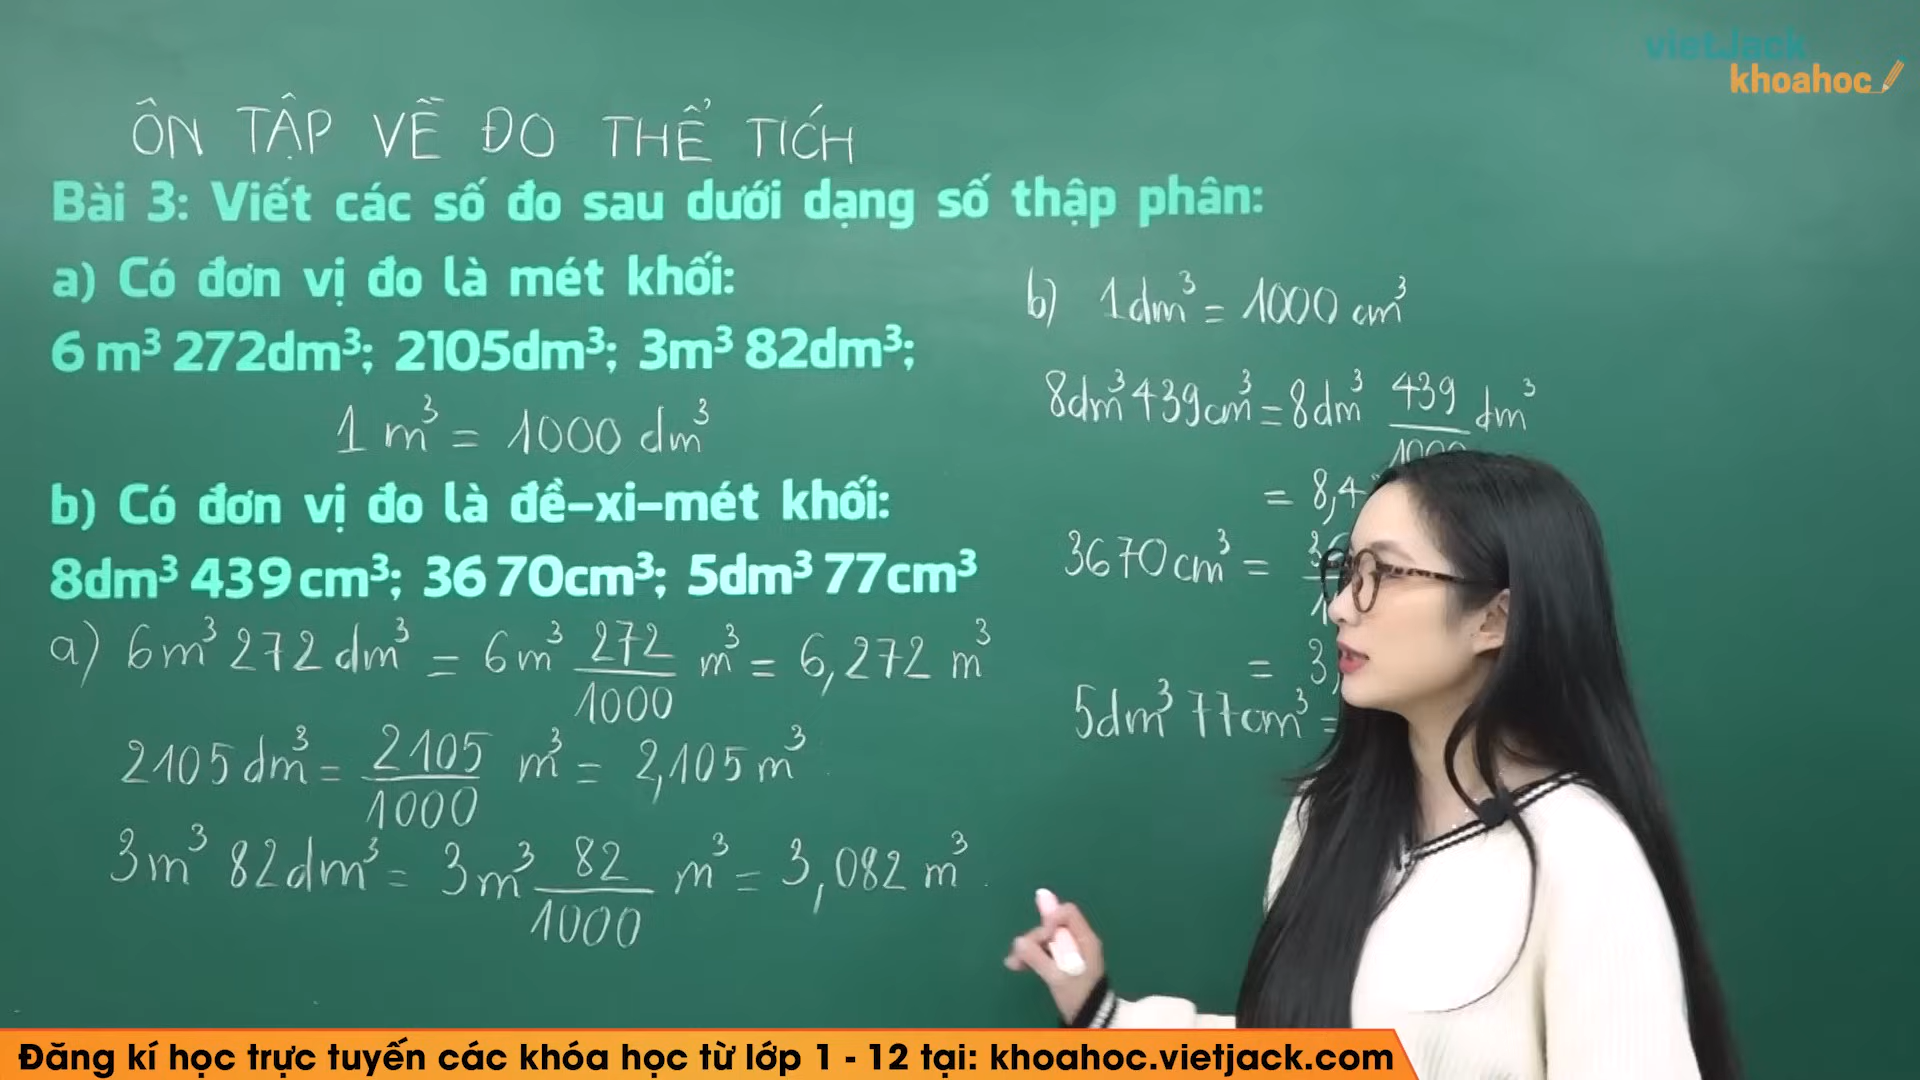 vietJack
khoahoc
ÔN TẬP VỀ ĐO THỂ TÍCH
Bài 3: Viết các số đo sau dưới dạng số thập phân:
a) Có đơn vị đo là mét khối:
6 m³ 272dm³; 2105dm³; 3m³ 82dm³;
1 m³ = 1000 dm³
b) Có đơn vị đo là đề-xi-mét khối:
8dm³ 439 cm³; 36 70cm³; 5dm³ 77cm³
a) 6m³ 272 dm³ = 6m³ 272/1000 m³ = 6,272 m³
2105 dm³ = 2105/1000 m³ = 2,105 m³
3m³ 82dm³ = 3m³ 82/1000 m³ = 3,082 m³.
b) 1dm³ = 1000 cm³
8dm³ 439cm³ = 8dm³ 439/1000 dm³
= 8,4
3670cm³ =
= 3,
5dm³ 77cm³ =
Đăng kí học trực tuyến các khóa học từ lớp 1 - 12 tại: khoahoc.vietjack.com